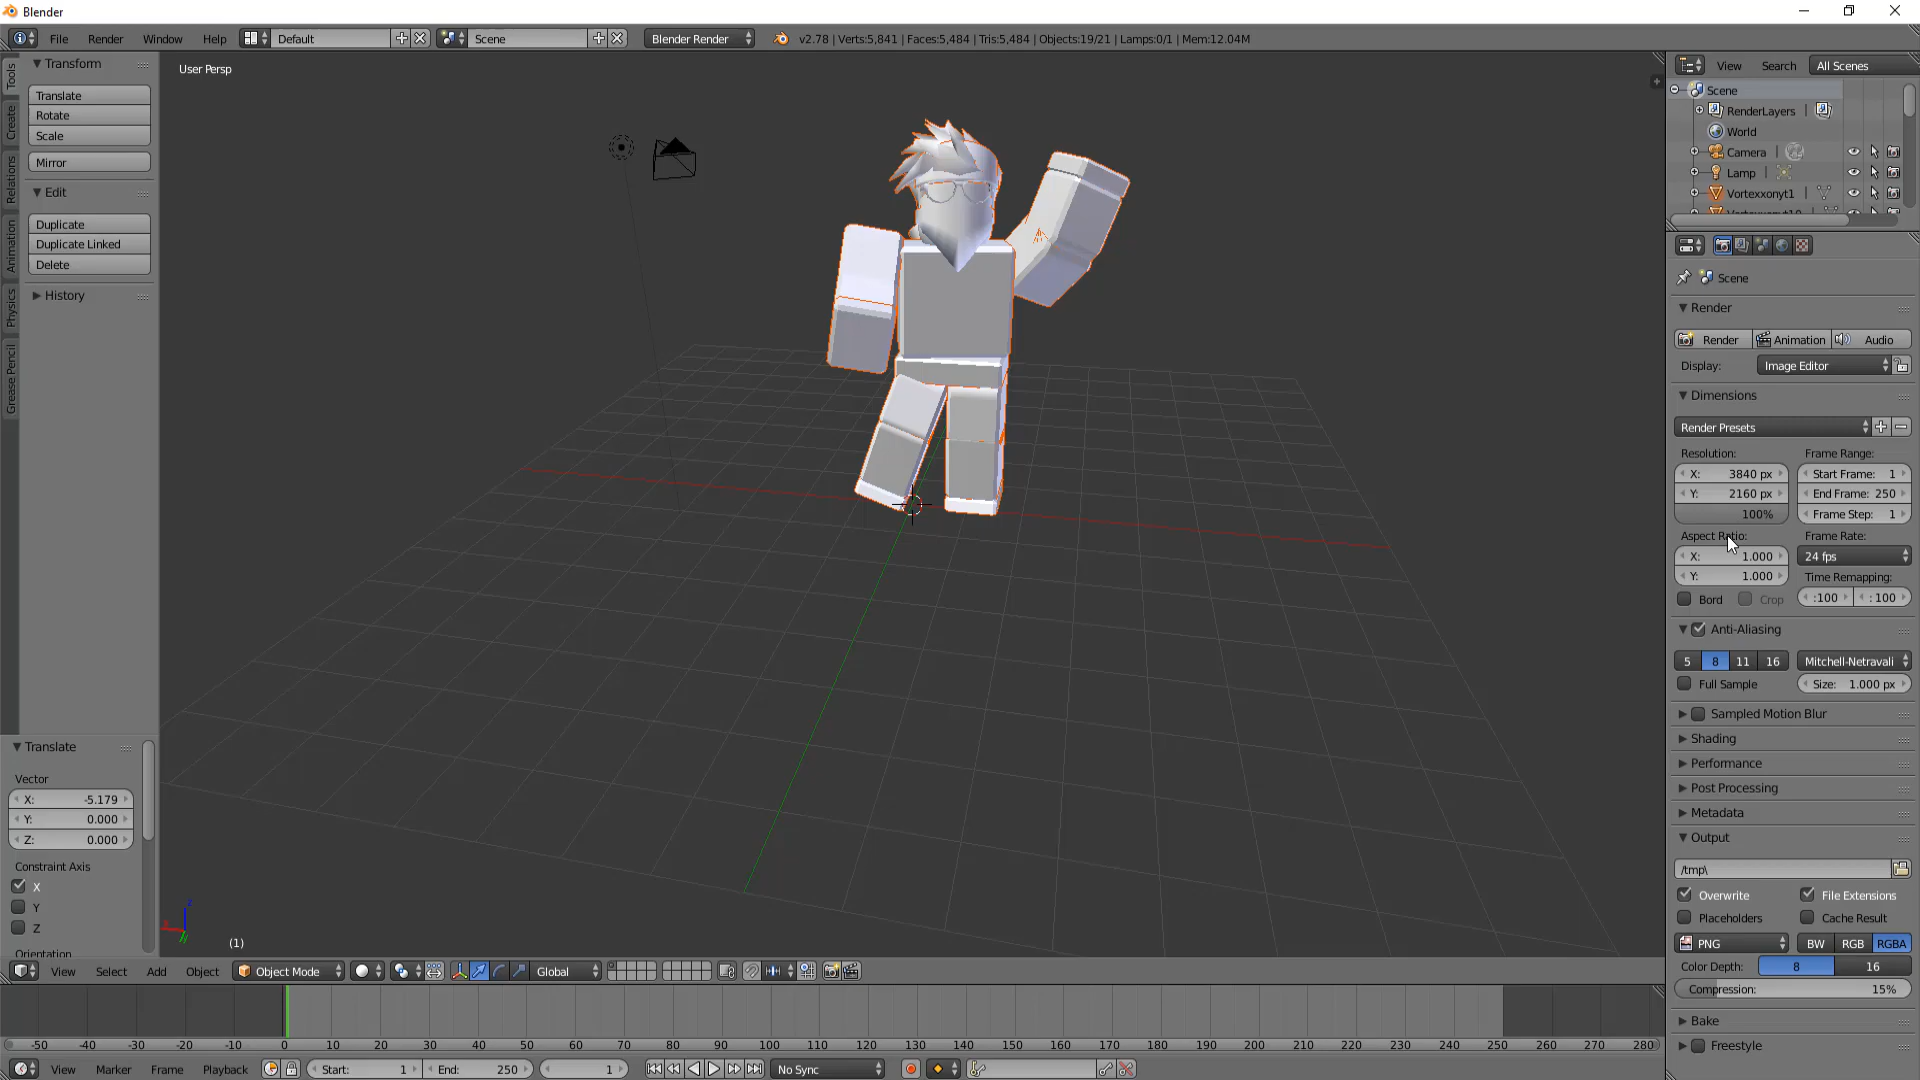 Blender
File Render Window Help Default Scene Blender Render v2.78 | Verts:5,841 | Faces:5,484 | Tris:5,484 | Objects:19/21 | Lamps:0/1 | Mem:12.04M
Tools
Create
Relations
Animation
Physics
Grease Pencil
Transform
Translate
Rotate
Scale
Mirror
Edit
Duplicate
Duplicate Linked
Delete
History
Translate
Vector
X: -5.179
Y: 0.000
Z: 0.000
Constraint Axis
X
Y
Z
Orientation
User Persp
(1)
View Select Add Object Object Mode Global
-50 -40 -30 -20 -10 0 10 20 30 40 50 60 70 80 90 100 110 120 130 140 150 160 170 180 190 200 210 220 230 240 250 260 270 280
View Marker Frame Playback Start: 1 End: 250 1 No Sync
View Search All Scenes
Scene
RenderLayers |
World
Camera |
Lamp |
Vortexxonyt1 |
Scene
Render
Render Animation Audio
Display: Image Editor
Dimensions
Render Presets
Resolution: Frame Range:
X: 3840 px Start Frame: 1
Y: 2160 px End Frame: 250
100% Frame Step: 1
Aspect Ratio: Frame Rate:
X: 1.000 24 fps
Y: 1.000 Time Remapping:
Bord Crop :100 : 100
Anti-Aliasing
5 8 11 16 Mitchell-Netravali
Full Sample Size: 1.000 px
Sampled Motion Blur
Shading
Performance
Post Processing
Metadata
Output
/tmp\
Overwrite File Extensions
Placeholders Cache Result
PNG BW RGB RGBA
Color Depth: 8 16
Compression: 15%
Bake
Freestyle